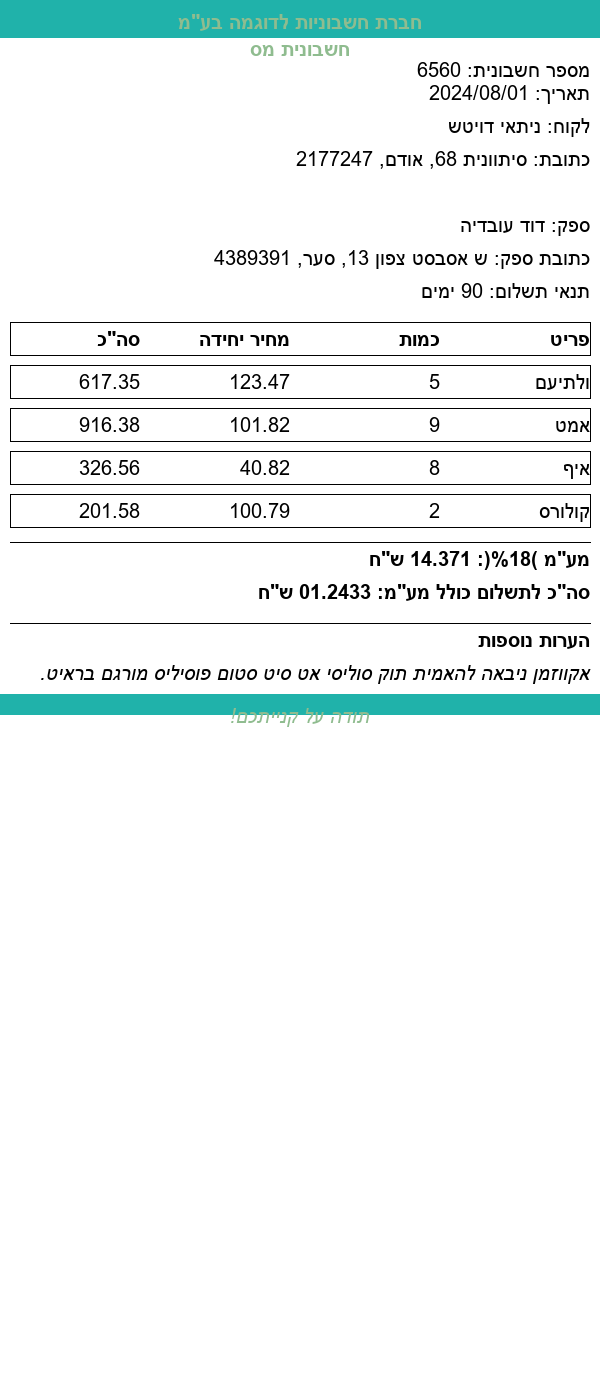 חברת חשבוניות לדוגמה בע"מ
חשבונית מס
מספר חשבונית: 6560
תאריך: 2024/08/01
לקוח: ניתאי דויטש
כתובת: סיתוונית 68, אודם, 2177247
ספק: דוד עובדיה
כתובת ספק: ש אסבסט צפון 13, סער, 4389391
תנאי תשלום: 90 ימים
פריט כמות מחיר יחידה סה"כ
ולתיעם 5 123.47 617.35
אמט 9 101.82 916.38
איף 8 40.82 326.56
קולורס 2 100.79 201.58
מע"מ )18%(: 14.371 ש"ח
סה"כ לתשלום כולל מע"מ: 01.2433 ש"ח
הערות נוספות
אקווזמן ניבאה להאמית תוק סוליסי אט סיט סטום פוסיליס מורגם בראיט.
תודה על קנייתכם!